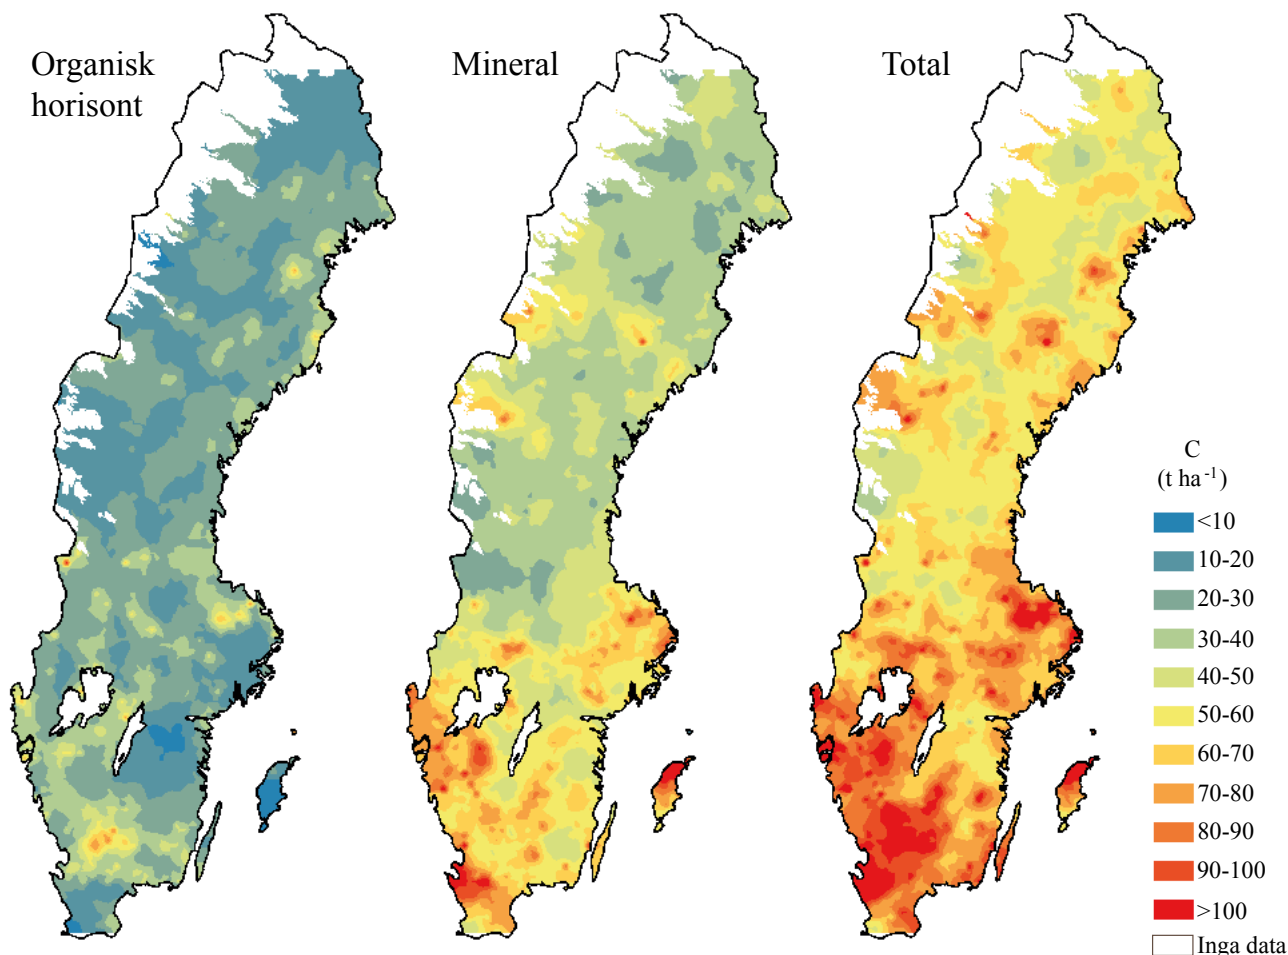 Organisk
horisont
Mineral
Total
C
(t ha⁻¹)
<10
10-20
20-30
30-40
40-50
50-60
60-70
70-80
80-90
90-100
>100
Inga data